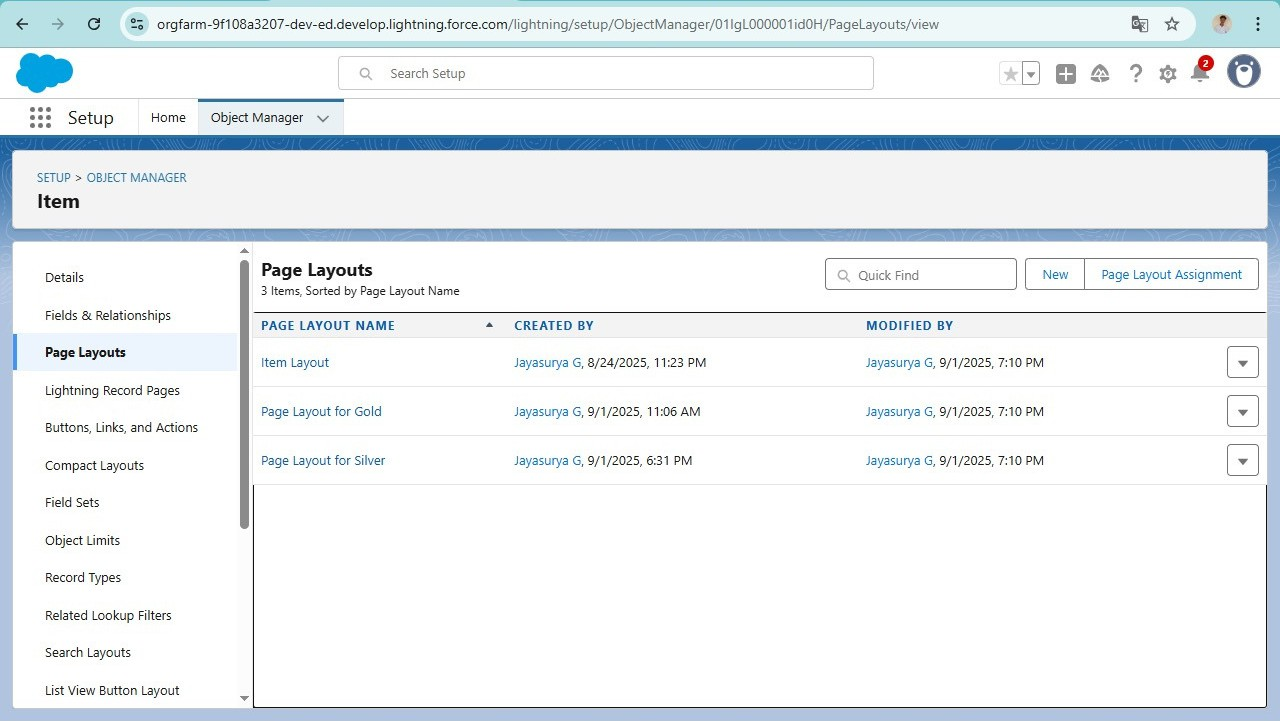 orgfarm-9f108a3207-dev-ed.develop.lightning.force.com/lightning/setup/ObjectManager/01IgL000001id0H/PageLayouts/view
Search Setup
2
Setup
Home
Object Manager
SETUP > OBJECT MANAGER
Item
Details
Fields & Relationships
Page Layouts
Lightning Record Pages
Buttons, Links, and Actions
Compact Layouts
Field Sets
Object Limits
Record Types
Related Lookup Filters
Search Layouts
List View Button Layout
Page Layouts
3 Items, Sorted by Page Layout Name
Quick Find
New
Page Layout Assignment
PAGE LAYOUT NAME CREATED BY MODIFIED BY
Item Layout Jayasurya G, 8/24/2025, 11:23 PM Jayasurya G, 9/1/2025, 7:10 PM
Page Layout for Gold Jayasurya G, 9/1/2025, 11:06 AM Jayasurya G, 9/1/2025, 7:10 PM
Page Layout for Silver Jayasurya G, 9/1/2025, 6:31 PM Jayasurya G, 9/1/2025, 7:10 PM